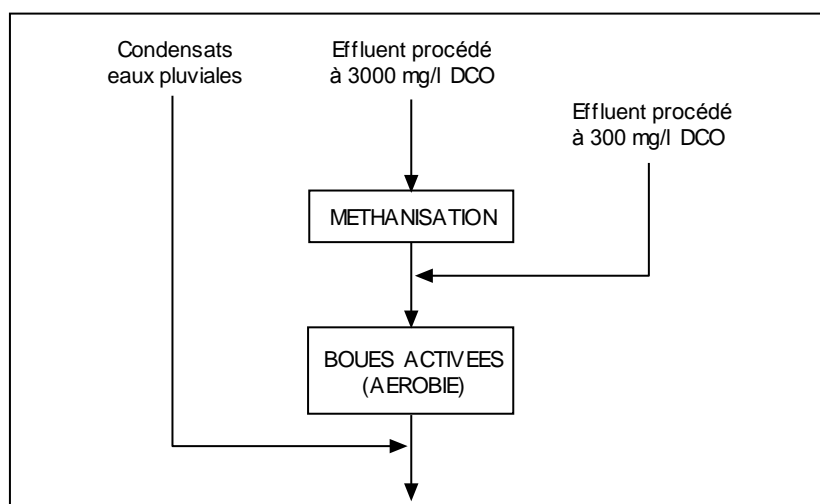 Condensats
eaux pluviales
Effluent procédé
à 3000 mg/l DCO
Effluent procédé
à 300 mg/l DCO
METHANISATION
BOUES ACTIVEES
(AEROBIE)